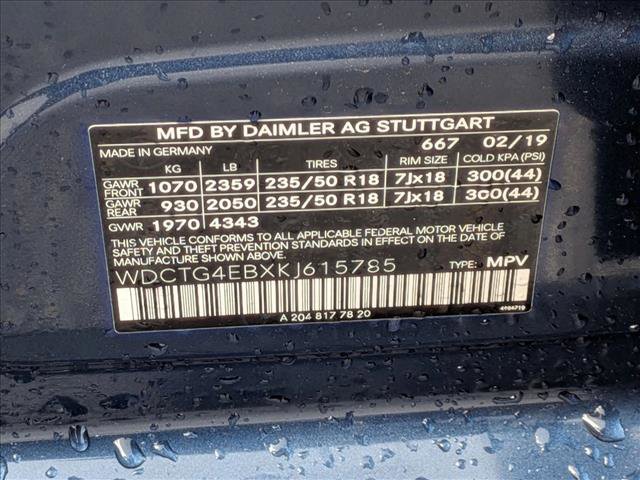 MFD BY DAIMLER AG STUTTGART
MADE IN GERMANY 667 02/19
KG LB TIRES RIM SIZE COLD KPA (PSI)
GAWR FRONT 1070 2359 235/50 R18 7Jx18 300(44)
GAWR REAR 930 2050 235/50 R18 7Jx18 300(44)
GVWR 1970 4343
THIS VEHICLE CONFORMS TO ALL APPLICABLE FEDERAL MOTOR VEHICLE
SAFETY AND THEFT PREVENTION STANDARDS IN EFFECT ON THE DATE OF
MANUFACTURE SHOWN ABOVE.
WDCTG4EBXKJ615785 TYPE: MPV
A 204 817 78 20